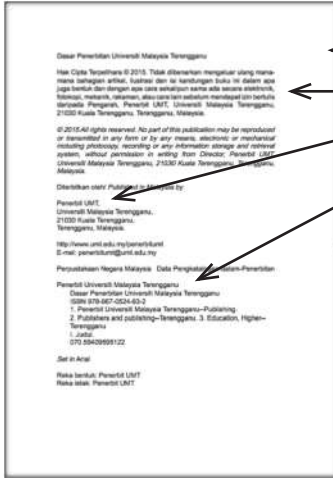 Dasar Penerbitan Universiti Malaysia Terengganu
Hak Cipta Terpelihara © 2015. Tidak dibenarkan mengeluar ulang mana-
mana bahagian artikel, ilustrasi dan isi kandungan buku ini dalam apa
juga bentuk dan dengan apa cara sekalipun sama ada secara elektronik,
fotokopi, mekanik, rakaman, atau cara lain sebelum mendapat izin bertulis
daripada Pengarah, Penerbit UMT, Universiti Malaysia Terengganu,
21030 Kuala Terengganu, Terengganu, Malaysia.
© 2015 All rights reserved. No part of this publication may be reproduced
or transmitted in any form or by any means, electronic or mechanical
including photocopy, recording or any information storage and retrieval
system, without permission in writing from Director, Penerbit UMT,
Universiti Malaysia Terengganu, 21030 Kuala Terengganu, Terengganu,
Malaysia.
Diterbitkan oleh/ Published in Malaysia by:
Penerbit UMT,
Universiti Malaysia Terengganu,
21030 Kuala Terengganu,
Terengganu, Malaysia.
http://www.umt.edu.my/penerbitumt
E-mel: penerbitumt@umt.edu.my
Perpustakaan Negara Malaysia Data
Penerbit Universiti Malaysia Terengganu
Dasar Penerbitan Universiti Malaysia Terengganu
ISBN 978-967-0524-93-2
1. Penerbit Universiti Malaysia Terengganu--Publishing.
2. Publishers and publishing--Terengganu. 3. Education, Higher--
Terengganu
I. Judul.
070.59409598122
Set in Arial
Reka bentuk: Penerbit UMT
Reka letak: Penerbit UMT